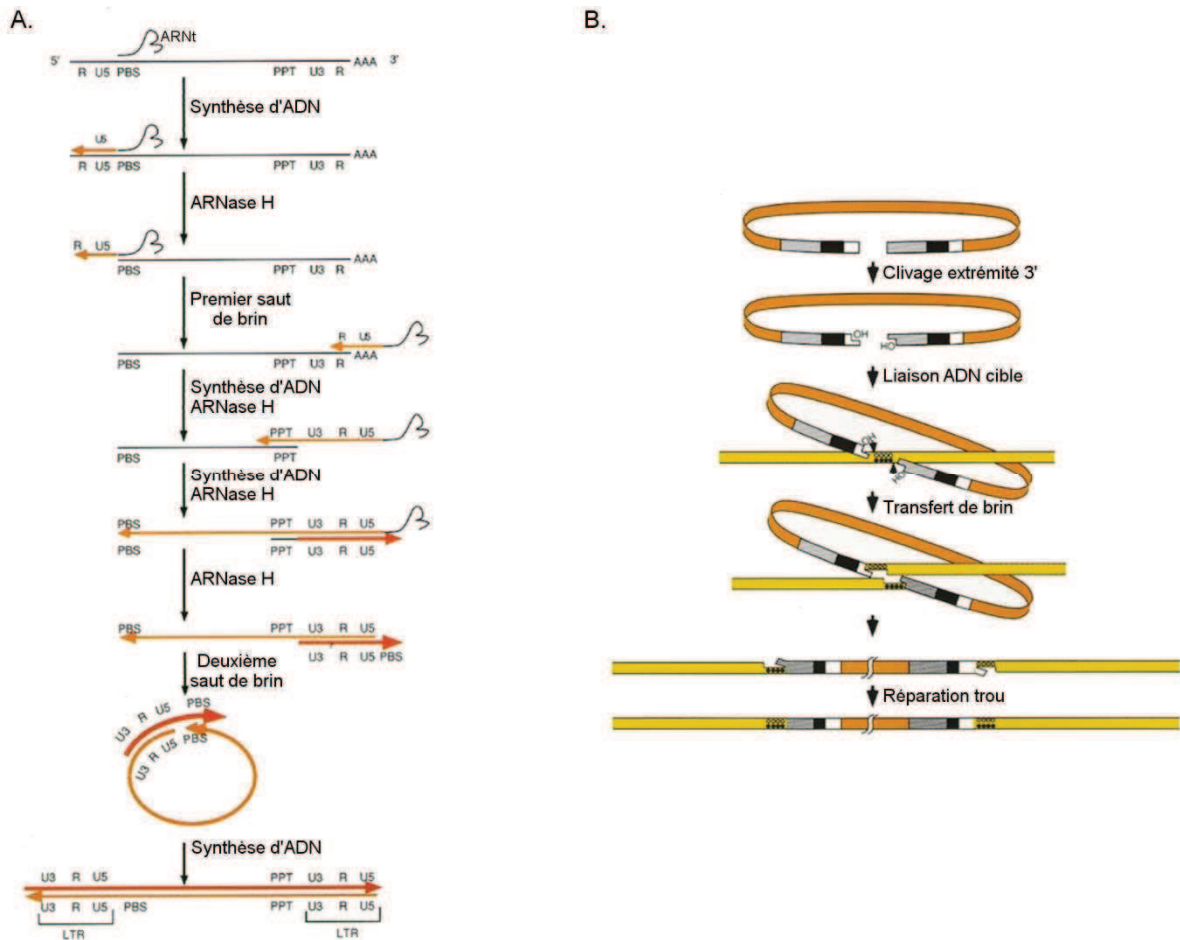 A.
ARNt
5' AAA 3'
R U5 PBS PPT U3 R
Synthèse d'ADN
U5
AAA
R U5 PBS PPT U3 R
ARNase H
R U5
AAA
PBS PPT U3 R
Premier saut
de brin
R U5
AAA
PBS PPT U3 R
Synthèse d'ADN
ARNase H
PPT U3 R U5
PBS PPT
Synthèse d'ADN
ARNase H
PBS PPT U3 R U5
PBS PPT U3 R U5
ARNase H
PBS PPT U3 R U5
U3 R U5 PBS
Deuxième
saut de brin
U3 R U5 PBS
U3 R U5 PBS
Synthèse d'ADN
U3 R U5 PPT U3 R U5
U3 R U5 PBS U3 R U5
LTR LTR
B.
Clivage extrémité 3'
OH
HO
Liaison ADN cible
OH
HO
Transfert de brin
Réparation trou